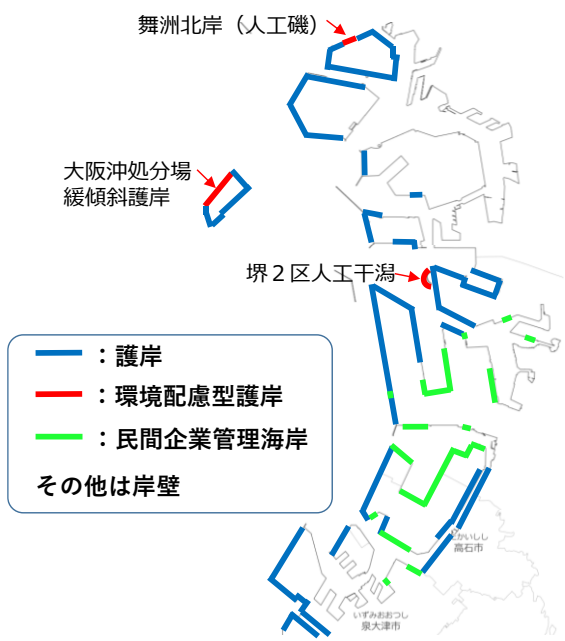 舞洲北岸（人工磯）
大阪沖処分場
緩傾斜護岸
堺２区人工干潟
：護岸
：環境配慮型護岸
：民間企業管理海岸
その他は岸壁
たかいしし
高石市
いずみおおつし
泉大津市